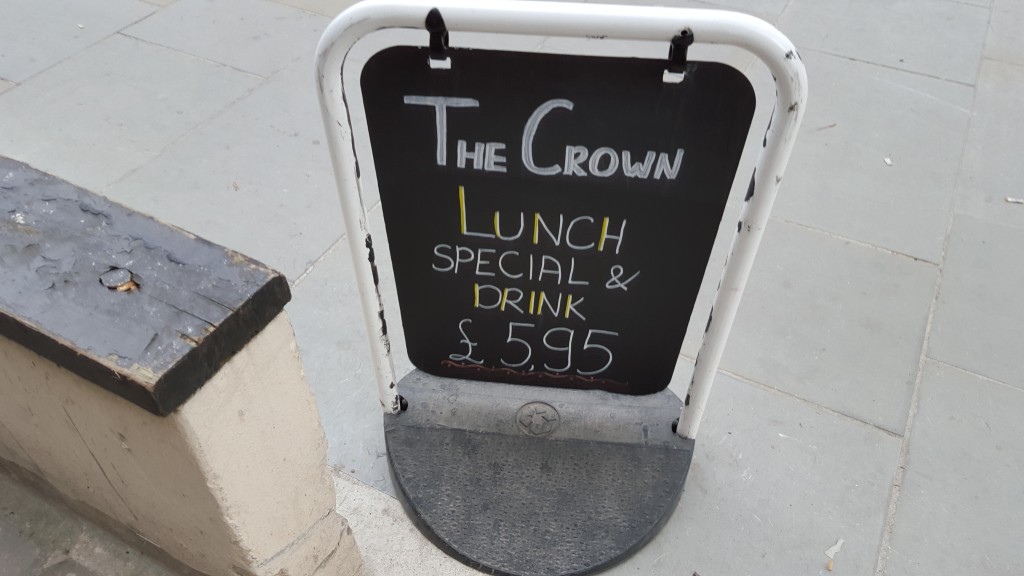 THE CROWN
LUNCH
SPECIAL &
DRINK
£5,95